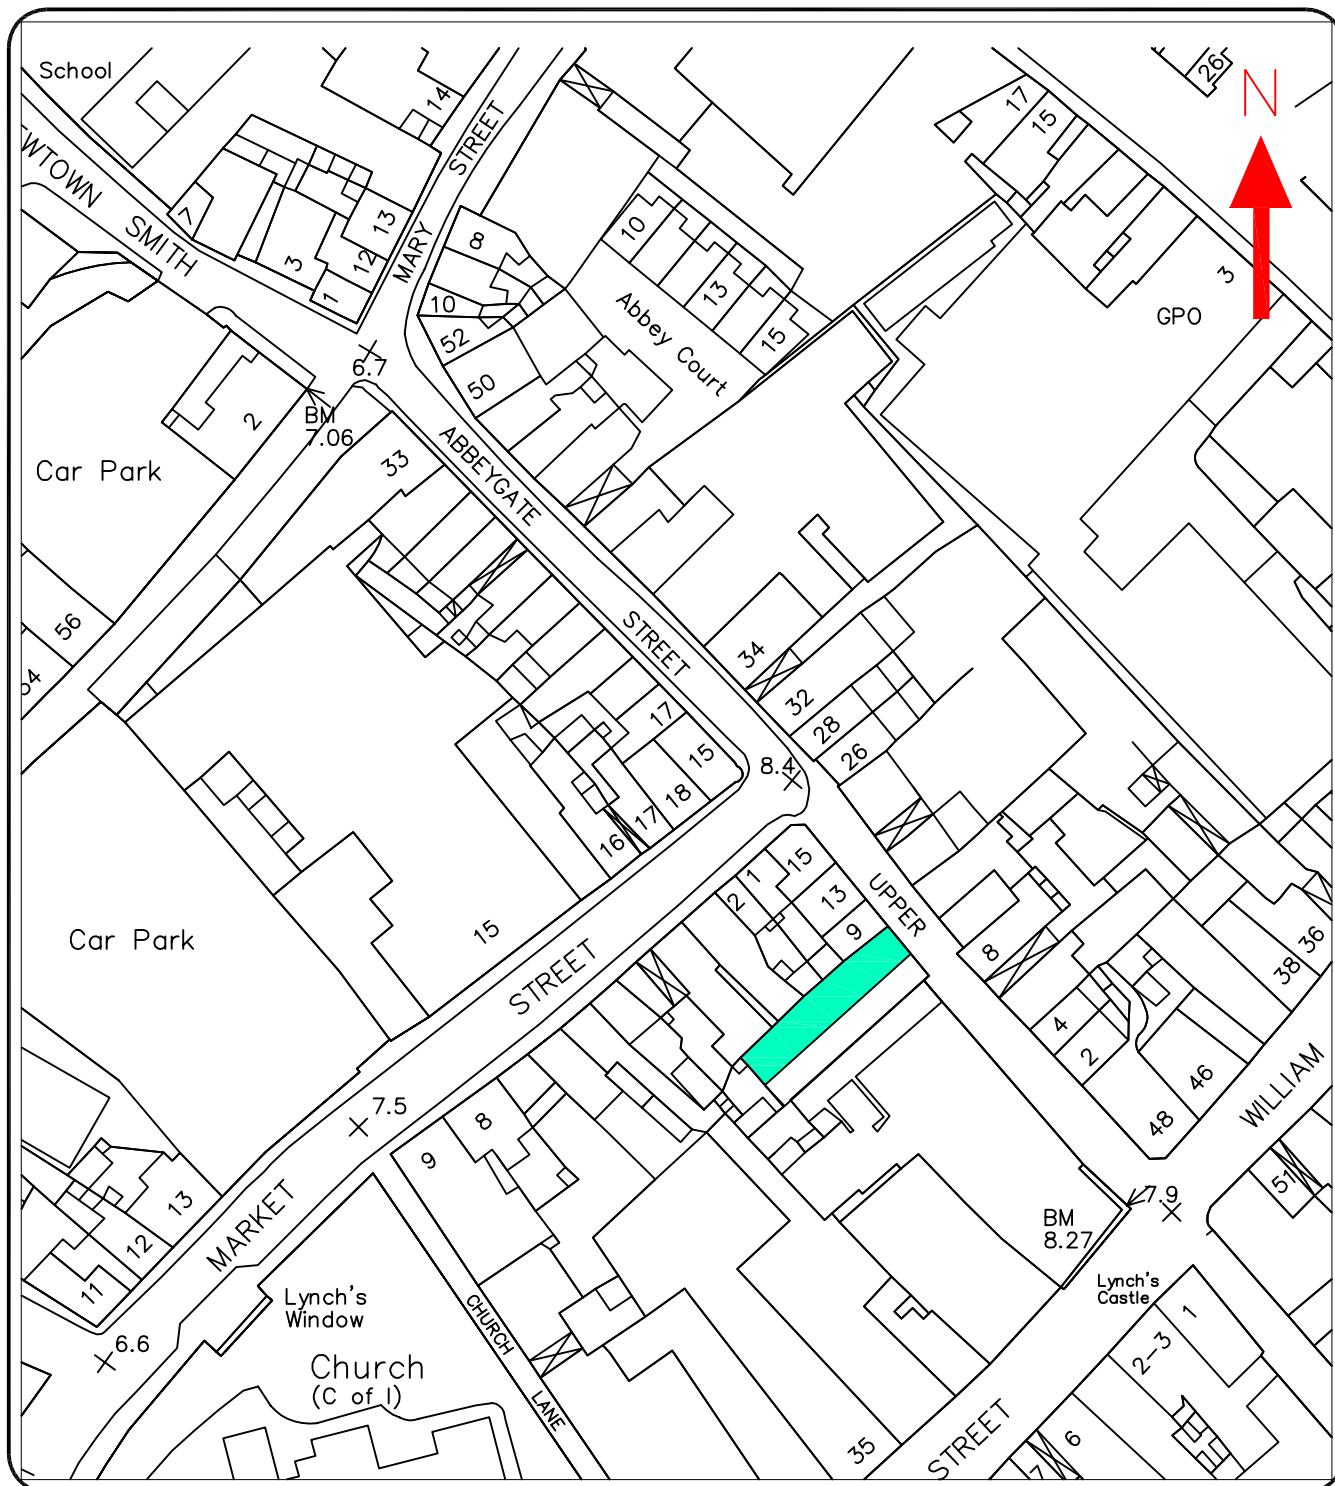 School
14
26
17
15
N
STREET
WTOWN
SMITH
7
13
12
3
1
MARY
8
10
52
50
10
13
15
Abbey Court
3
GPO
6.7
BM
7.06
2
Car Park
33
ABBEYGATE
STREET
56
54
34
32
28
26
17
15
18
17
16
8.4
15
1
2
13
9
UPPER
8
4
2
36
38
46
48
WILLIAM
Car Park
15
STREET
7.5
8
9
13
12
11
MARKET
51
BM
8.27
7.9
Lynch's
Castle
Lynch's
Window
CHURCH
LANE
6.6
Church
(C of I)
1
2-3
6
7
35
STREET